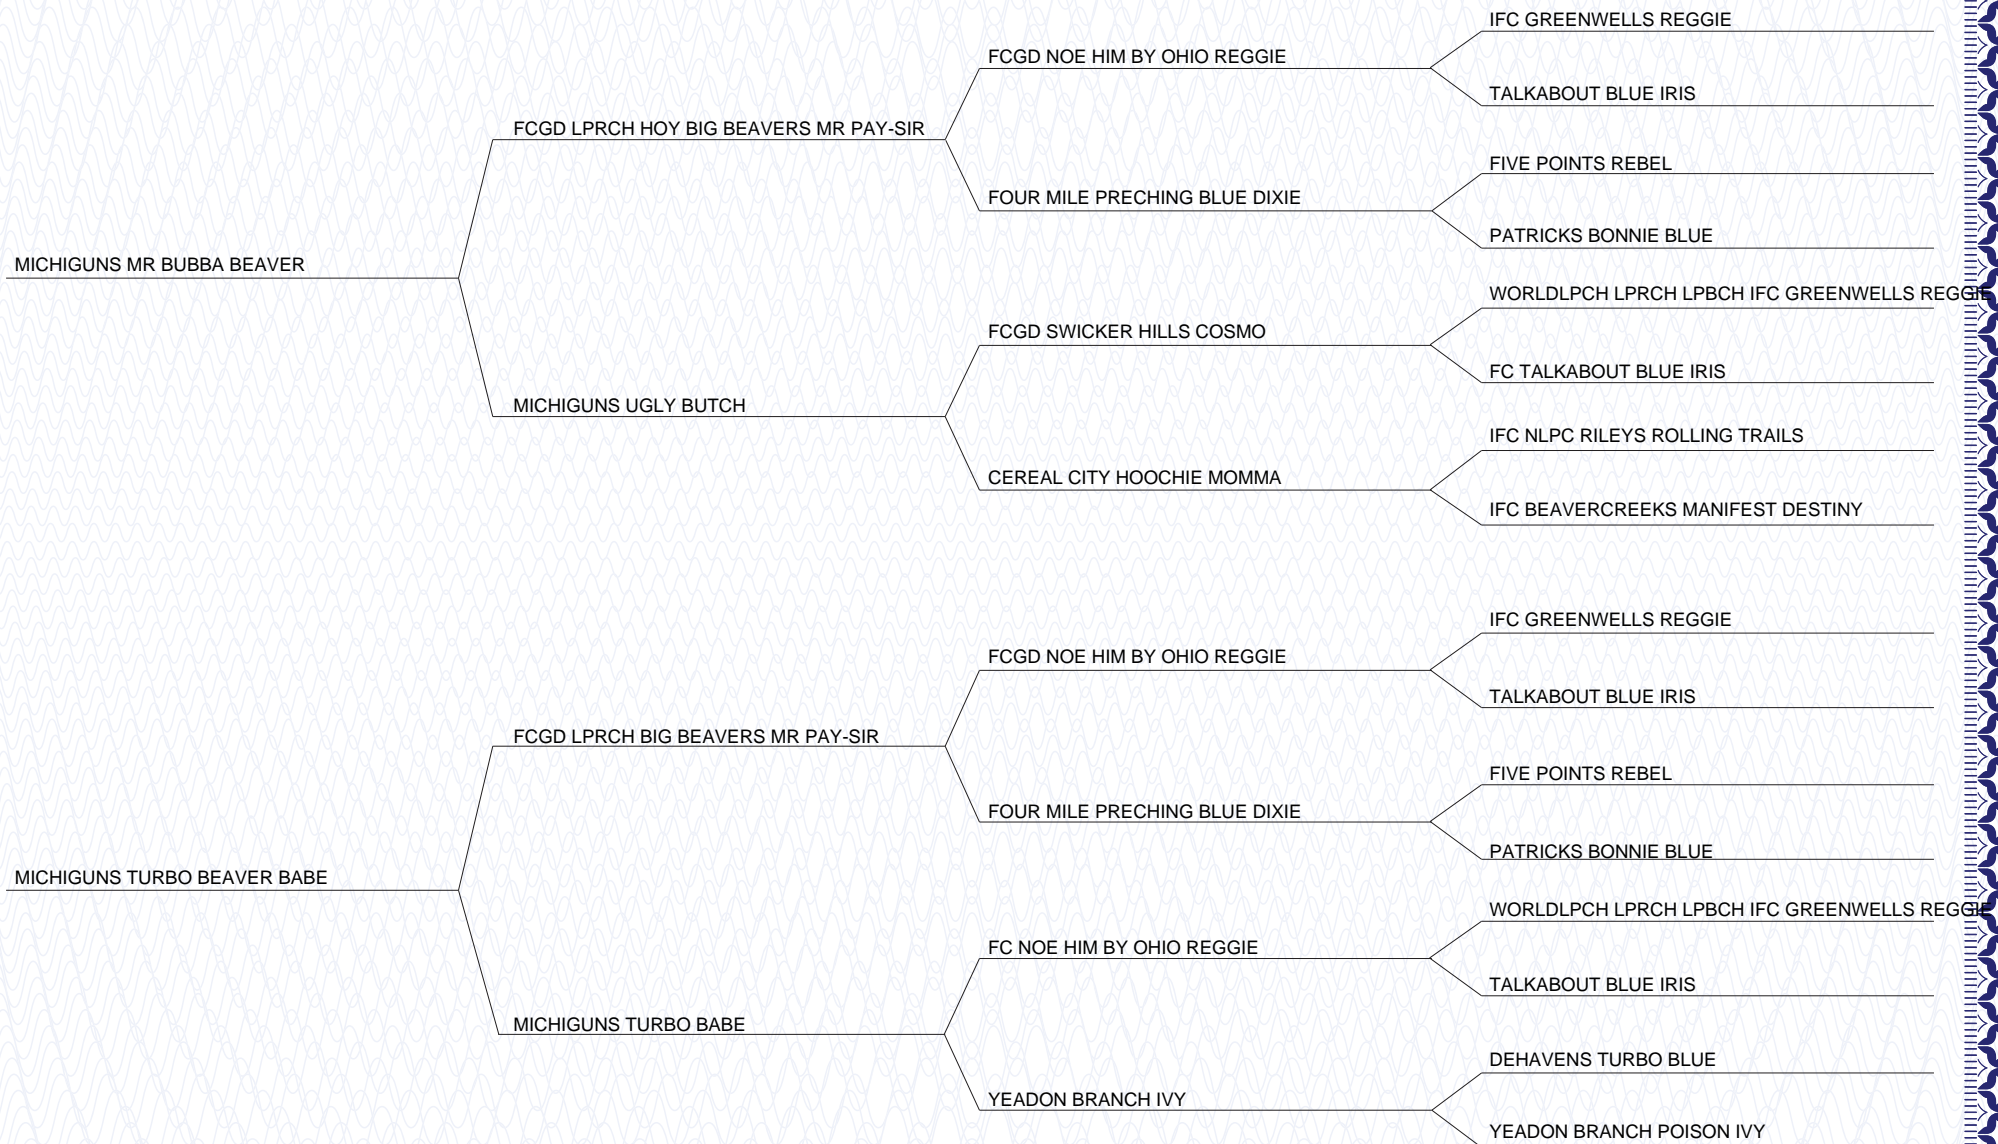 IFC GREENWELLS REGGIE
FCGD NOE HIM BY OHIO REGGIE
TALKABOUT BLUE IRIS
FCGD LPRCH HOY BIG BEAVERS MR PAY-SIR
FIVE POINTS REBEL
FOUR MILE PRECHING BLUE DIXIE
PATRICKS BONNIE BLUE
MICHIGUNS MR BUBBA BEAVER
WORLDLPCH LPRCH LPBCH IFC GREENWELLS REGGIE
FCGD SWICKER HILLS COSMO
FC TALKABOUT BLUE IRIS
MICHIGUNS UGLY BUTCH
IFC NLPC RILEYS ROLLING TRAILS
CEREAL CITY HOOCHIE MOMMA
IFC BEAVERCREEKS MANIFEST DESTINY
IFC GREENWELLS REGGIE
FCGD NOE HIM BY OHIO REGGIE
TALKABOUT BLUE IRIS
FCGD LPRCH BIG BEAVERS MR PAY-SIR
FIVE POINTS REBEL
FOUR MILE PRECHING BLUE DIXIE
PATRICKS BONNIE BLUE
MICHIGUNS TURBO BEAVER BABE
WORLDLPCH LPRCH LPBCH IFC GREENWELLS REGGIE
FC NOE HIM BY OHIO REGGIE
TALKABOUT BLUE IRIS
MICHIGUNS TURBO BABE
DEHAVENS TURBO BLUE
YEADON BRANCH IVY
YEADON BRANCH POISON IVY